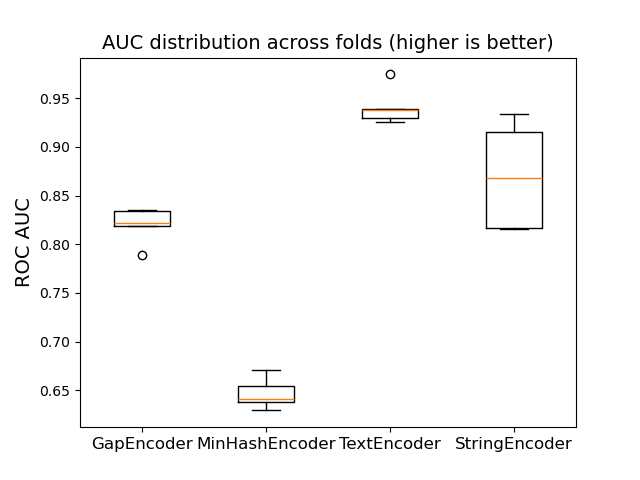 AUC distribution across folds (higher is better)
ROC AUC
0.95
0.90
0.85
0.80
0.75
0.70
0.65
GapEncoder MinHashEncoder TextEncoder StringEncoder